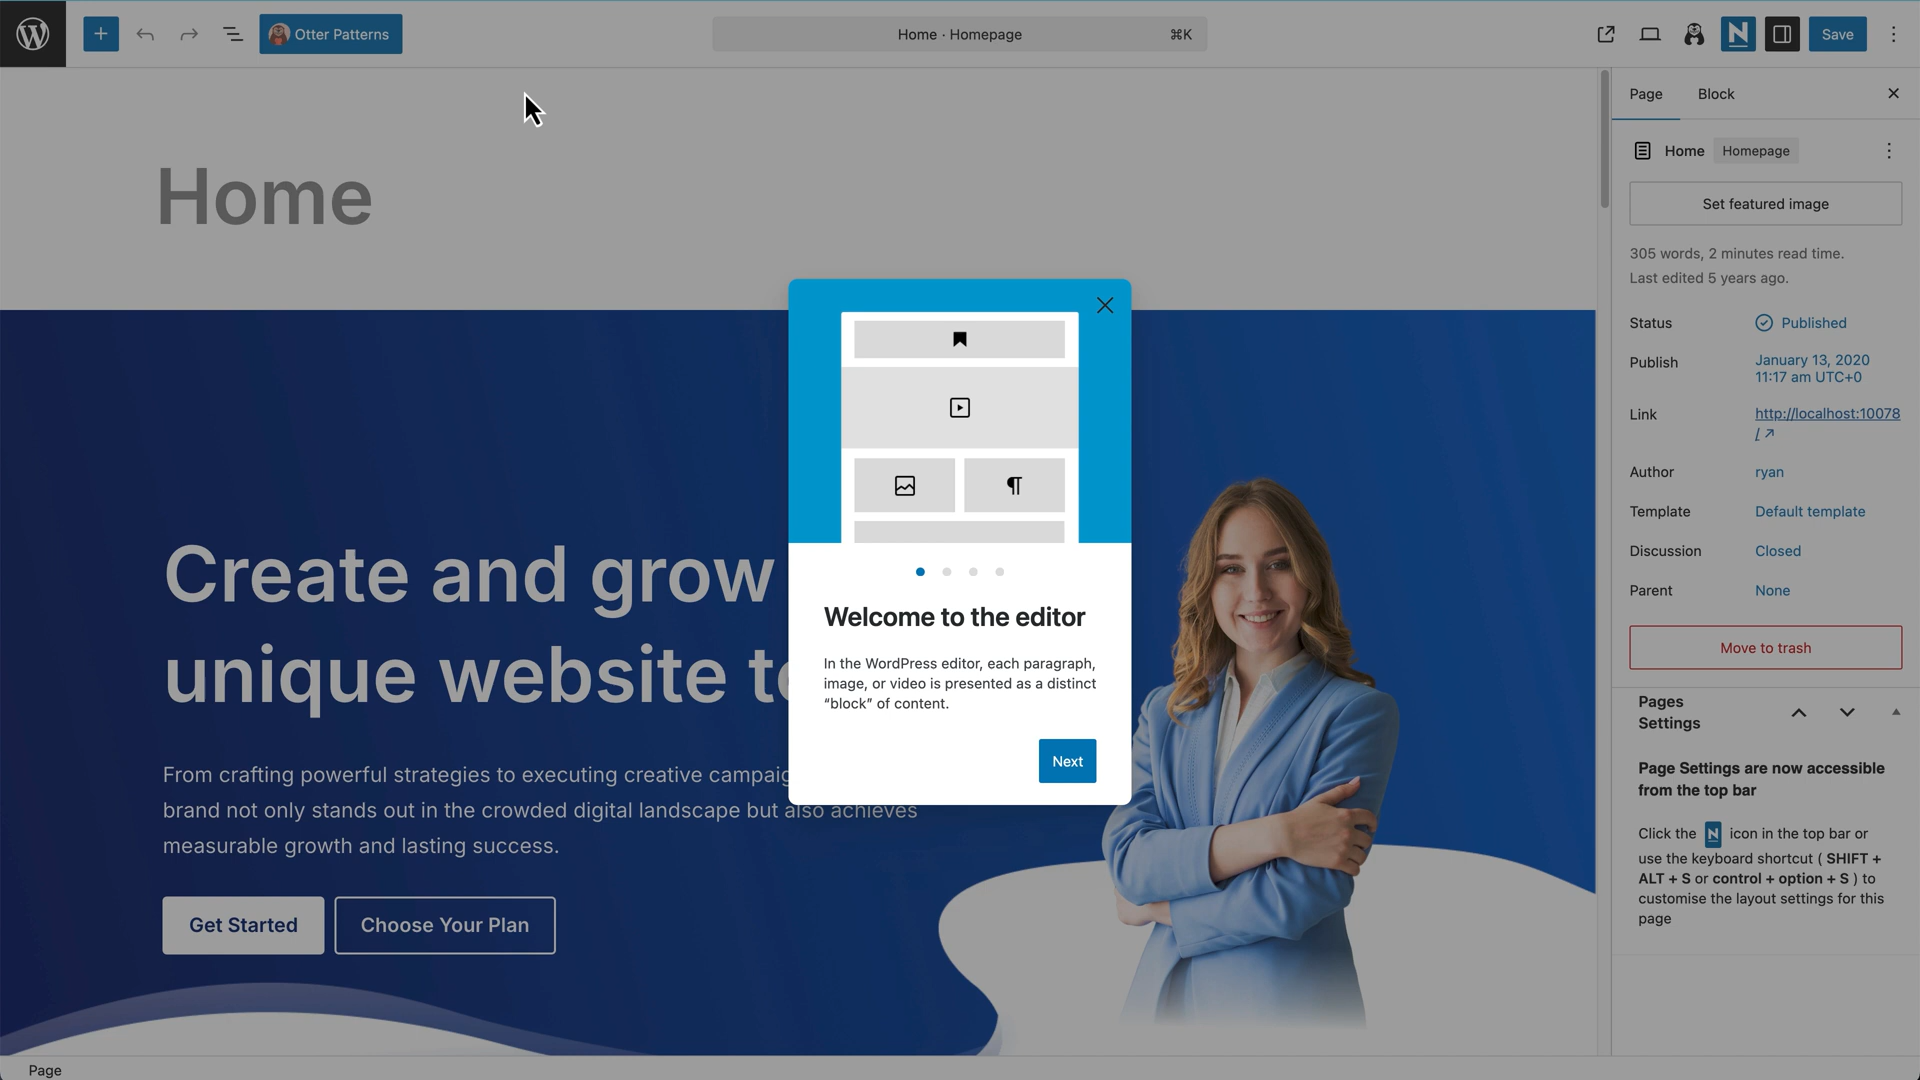 Otter Patterns
Home · Homepage
⌘K
Save
Home
Create and grow
unique website t
From crafting powerful strategies to executing creative campaig
brand not only stands out in the crowded digital landscape but also achieves
measurable growth and lasting success.
Get Started
Choose Your Plan
Welcome to the editor
In the WordPress editor, each paragraph,
image, or video is presented as a distinct
“block” of content.
Next
Page
Block
Home
Homepage
Set featured image
305 words, 2 minutes read time.
Last edited 5 years ago.
Status
Published
Publish
January 13, 2020
11:17 am UTC+0
Link
http://localhost:10078
/
Author
ryan
Template
Default template
Discussion
Closed
Parent
None
Move to trash
Pages
Settings
Page Settings are now accessible
from the top bar
Click the N icon in the top bar or
use the keyboard shortcut ( SHIFT +
ALT + S or control + option + S ) to
customise the layout settings for this
page
Page